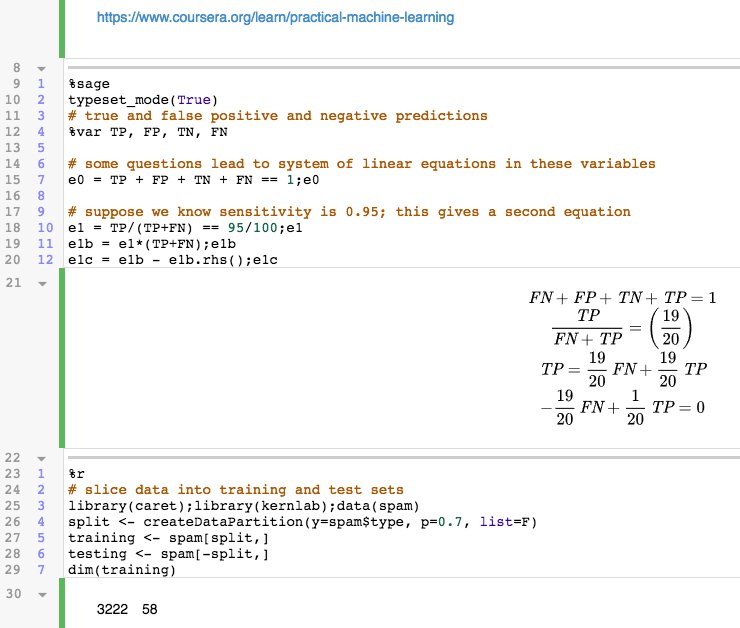 https://www.coursera.org/learn/practical-machine-learning
8
9 1 %sage
10 2 typeset_mode(True)
11 3 # true and false positive and negative predictions
12 4 %var TP, FP, TN, FN
13 5
14 6 # some questions lead to system of linear equations in these variables
15 7 e0 = TP + FP + TN + FN == 1;e0
16 8
17 9 # suppose we know sensitivity is 0.95; this gives a second equation
18 10 e1 = TP/(TP+FN) == 95/100;e1
19 11 e1b = e1*(TP+FN);e1b
20 12 e1c = e1b - e1b.rhs();e1c
21
FN + FP + TN + TP = 1
TP
FN + TP
=
(
19
20
)
TP =
19
20
FN +
19
20
TP
−
19
20
FN +
1
20
TP = 0
22
23 1 %r
24 2 # slice data into training and test sets
25 3 library(caret);library(kernlab);data(spam)
26 4 split <- createDataPartition(y=spam$type, p=0.7, list=F)
27 5 training <- spam[split,]
28 6 testing <- spam[-split,]
29 7 dim(training)
30
3222 58